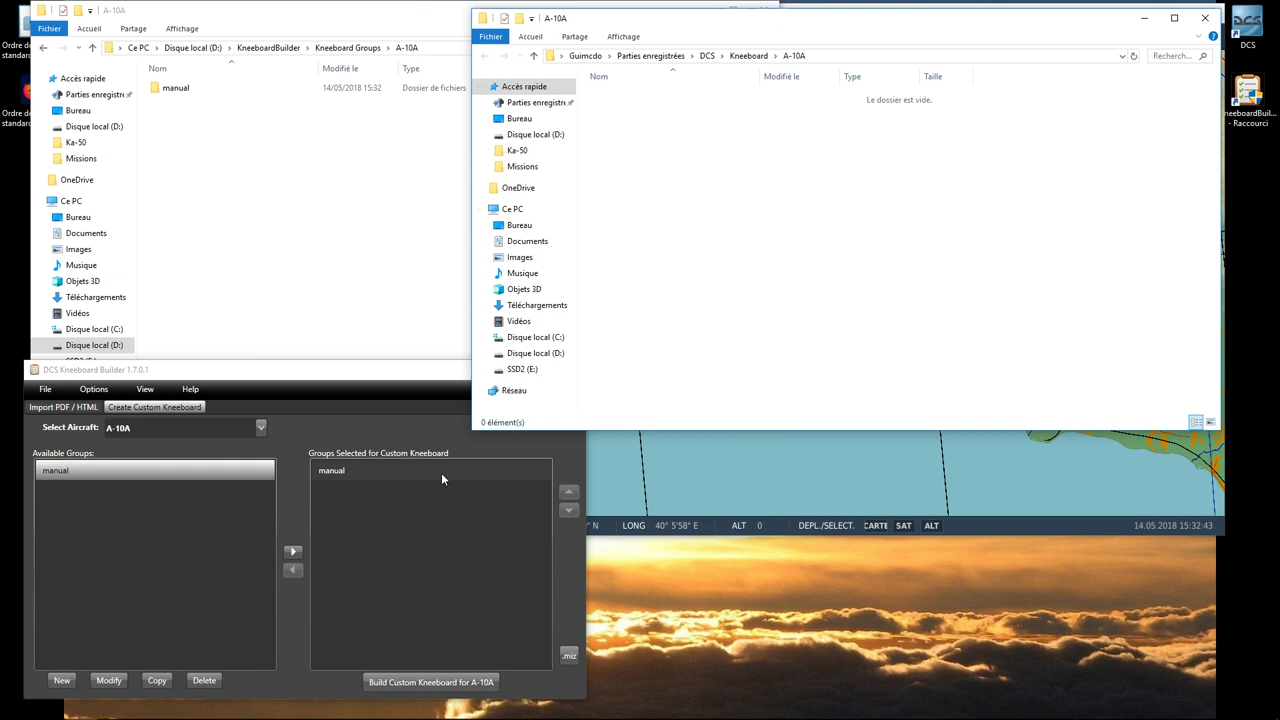 A-10A
Fichier Accueil Partage Affichage
Ce PC Disque local (D:) KneeboardBuilder Kneeboard Groups A-10A
Nom Modifié le Type
Accès rapide
manual 14/05/2018 15:32 Dossier de fichiers
Parties enregistre
Bureau
Disque local (D:)
Ka-50
Missions
OneDrive
Ce PC
Bureau
Documents
Images
Musique
Objets 3D
Téléchargements
Vidéos
Disque local (C:)
Disque local (D:)
A-10A
Fichier Accueil Partage Affichage
Guimcdo Parties enregistrées DCS Kneeboard A-10A Recherch...
Nom Modifié le Type Taille
Le dossier est vide.
Accès rapide
Parties enregistre
Bureau
Disque local (D:)
Ka-50
Missions
OneDrive
Ce PC
Bureau
Documents
Images
Musique
Objets 3D
Téléchargements
Vidéos
Disque local (C:)
Disque local (D:)
SSD2 (E:)
Réseau
0 élément(s)
DCS Kneeboard Builder 1.7.0.1
File Options View Help
Import PDF / HTML Create Custom Kneeboard
Select Aircraft: A-10A
Available Groups: Groups Selected for Custom Kneeboard
manual manual
.miz
New Modify Copy Delete Build Custom Kneeboard for A-10A
" N LONG 40° 5'58" E ALT 0 DEPL./SELECT. CARTE SAT ALT 14.05.2018 15:32:43
DCS
neeboardBuil...
- Raccourci
Ordre de
standar
Ordre de
standar